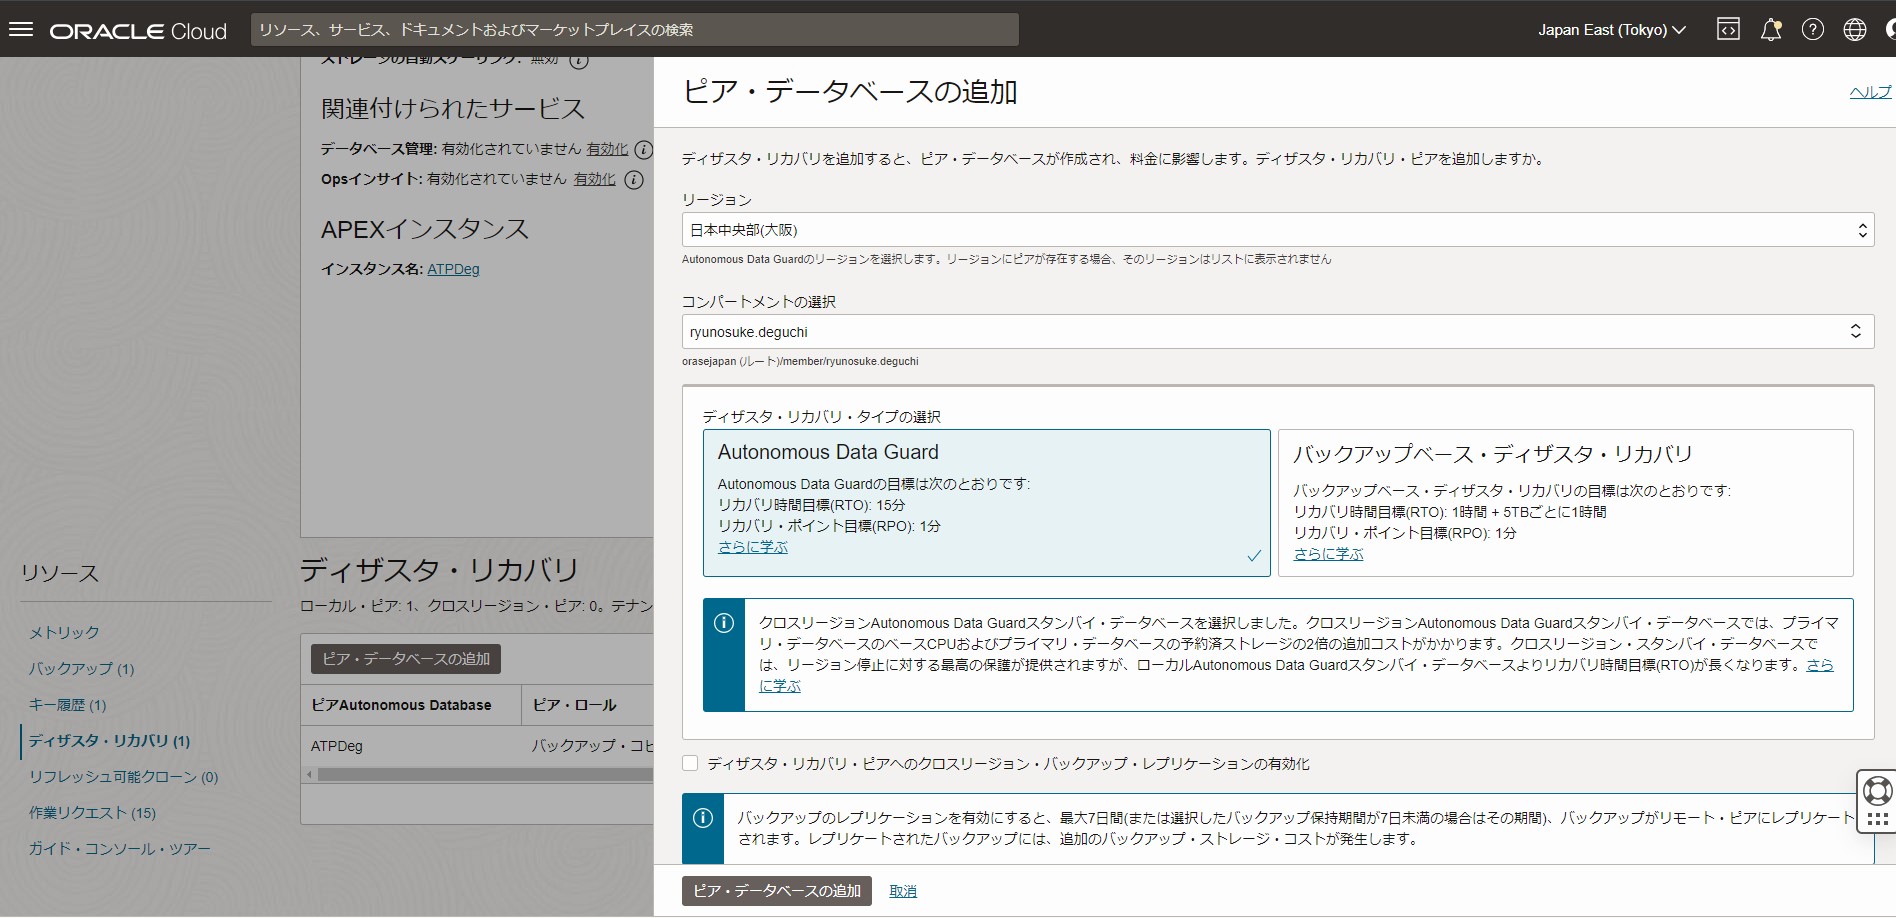 ORACLE Cloud
リソース、サービス、ドキュメントおよびマーケットプレイスの検索
Japan East (Tokyo)
ストレージの自動スケーリング: 無効
関連付けられたサービス
データベース管理: 有効化されていません 有効化
Opsインサイト: 有効化されていません 有効化
APEXインスタンス
インスタンス名: ATPDeg
リソース
メトリック
バックアップ (1)
キー履歴 (1)
ディザスタ・リカバリ (1)
リフレッシュ可能クローン (0)
作業リクエスト (15)
ガイド・コンソール・ツアー
ディザスタ・リカバリ
ローカル・ピア: 1、クロスリージョン・ピア: 0。テナン
ピア・データベースの追加
ピアAutonomous Database
ピア・ロール
ATPDeg
バックアップ・コピ
ピア・データベースの追加
ヘルプ
ディザスタ・リカバリを追加すると、ピア・データベースが作成され、料金に影響します。ディザスタ・リカバリ・ピアを追加しますか。
リージョン
日本中央部(大阪)
Autonomous Data Guardのリージョンを選択します。リージョンにピアが存在する場合、そのリージョンはリストに表示されません
コンパートメントの選択
ryunosuke.deguchi
orasejapan (ルート)/member/ryunosuke.deguchi
ディザスタ・リカバリ・タイプの選択
Autonomous Data Guard
Autonomous Data Guardの目標は次のとおりです:
リカバリ時間目標(RTO): 15分
リカバリ・ポイント目標(RPO): 1分
さらに学ぶ
バックアップベース・ディザスタ・リカバリ
バックアップベース・ディザスタ・リカバリの目標は次のとおりです:
リカバリ時間目標(RTO): 1時間 + 5TBごとに1時間
リカバリ・ポイント目標(RPO): 1分
さらに学ぶ
クロスリージョンAutonomous Data Guardスタンバイ・データベースを選択しました。クロスリージョンAutonomous Data Guardスタンバイ・データベースでは、プライマ
リ・データベースのベースCPUおよびプライマリ・データベースの予約済ストレージの2倍の追加コストがかかります。クロスリージョン・スタンバイ・データベースで
は、リージョン停止に対する最高の保護が提供されますが、ローカルAutonomous Data Guardスタンバイ・データベースよりリカバリ時間目標(RTO)が長くなります。さら
に学ぶ
ディザスタ・リカバリ・ピアへのクロスリージョン・バックアップ・レプリケーションの有効化
バックアップのレプリケーションを有効にすると、最大7日間(または選択したバックアップ保持期間が7日未満の場合はその期間)、バックアップがリモート・ピアにレプリケート
されます。レプリケートされたバックアップには、追加のバックアップ・ストレージ・コストが発生します。
ピア・データベースの追加
取消